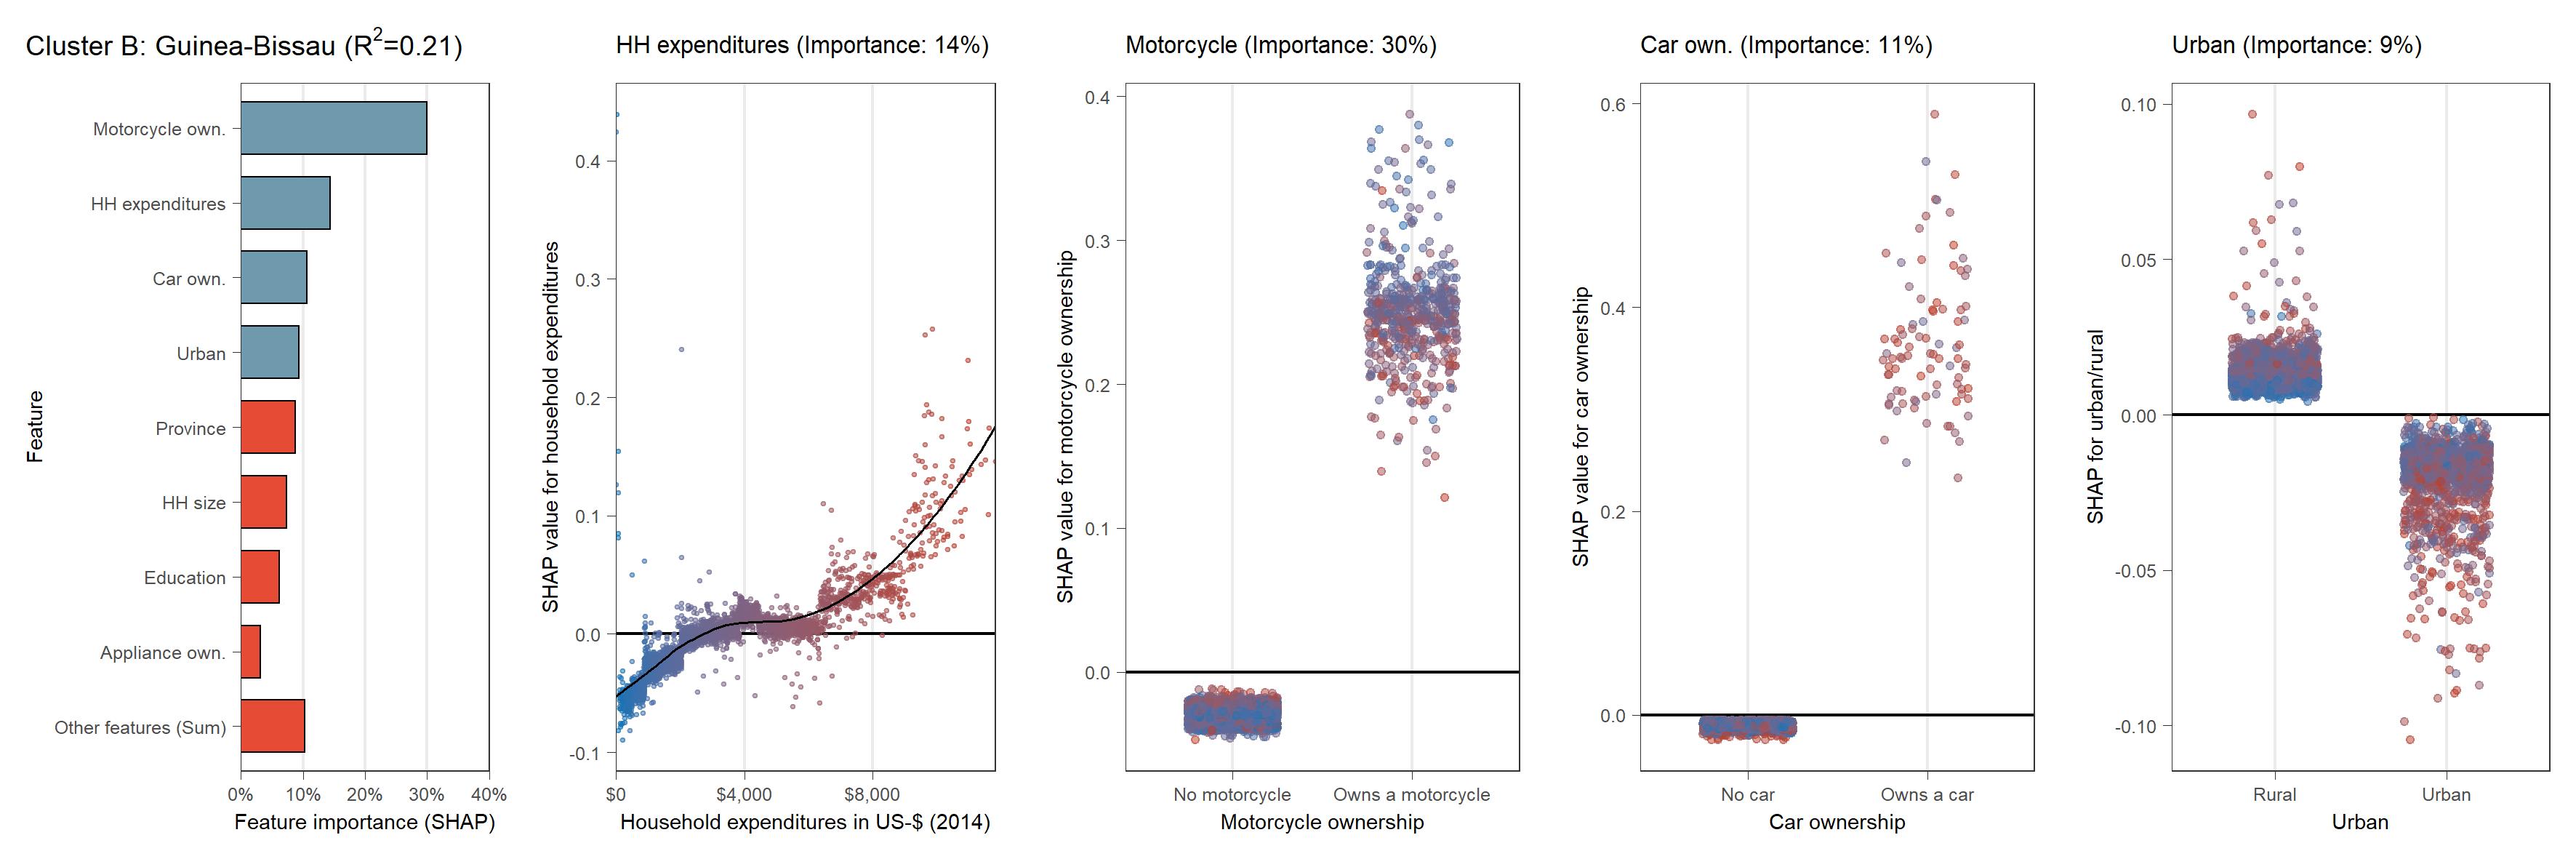 Cluster B: Guinea-Bissau (R²=0.21)
Feature
Motorcycle own.
HH expenditures
Car own.
Urban
Province
HH size
Education
Appliance own.
Other features (Sum)
0% 10% 20% 30% 40%
Feature importance (SHAP)
HH expenditures (Importance: 14%)
SHAP value for household expenditures
0.4
0.3
0.2
0.1
0.0
-0.1
$0 $4,000 $8,000
Household expenditures in US-$ (2014)
Motorcycle (Importance: 30%)
SHAP value for motorcycle ownership
0.4
0.3
0.2
0.1
0.0
No motorcycle Owns a motorcycle
Motorcycle ownership
Car own. (Importance: 11%)
SHAP value for car ownership
0.6
0.4
0.2
0.0
No car Owns a car
Car ownership
Urban (Importance: 9%)
SHAP for urban/rural
0.10
0.05
0.00
-0.05
-0.10
Rural Urban
Urban